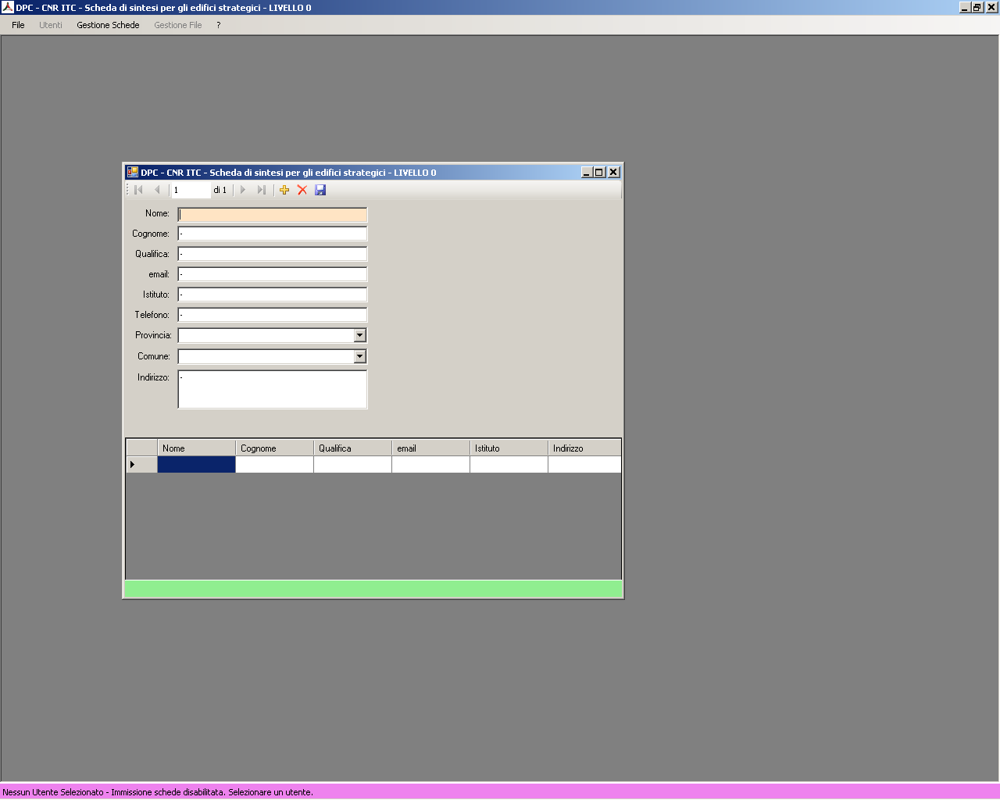 DPC - CNR ITC - Scheda di sintesi per gli edifici strategici - LIVELLO 0
File Utenti Gestione Schede Gestione File ?
DPC - CNR ITC - Scheda di sintesi per gli edifici strategici - LIVELLO 0
1 di 1
Nome:
Cognome: -
Qualifica: -
email: -
Istituto: -
Telefono: -
Provincia:
Comune:
Indirizzo: -
Nome Cognome Qualifica email Istituto Indirizzo
Nessun Utente Selezionato - Immissione schede disabilitata. Selezionare un utente.